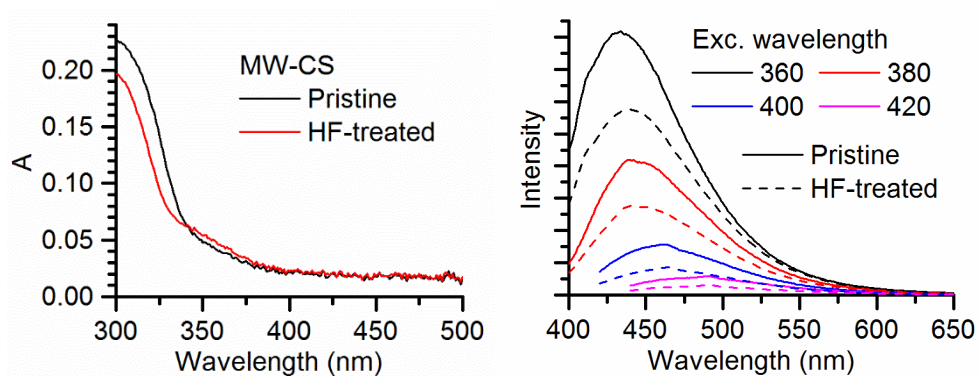 MW-CS
Pristine
HF-treated
A
0.20
0.15
0.10
0.05
0.00
300 350 400 450 500
Wavelength (nm)
Exc. wavelength
360 380
400 420
Pristine
HF-treated
Intensity
400 450 500 550 600 650
Wavelength (nm)